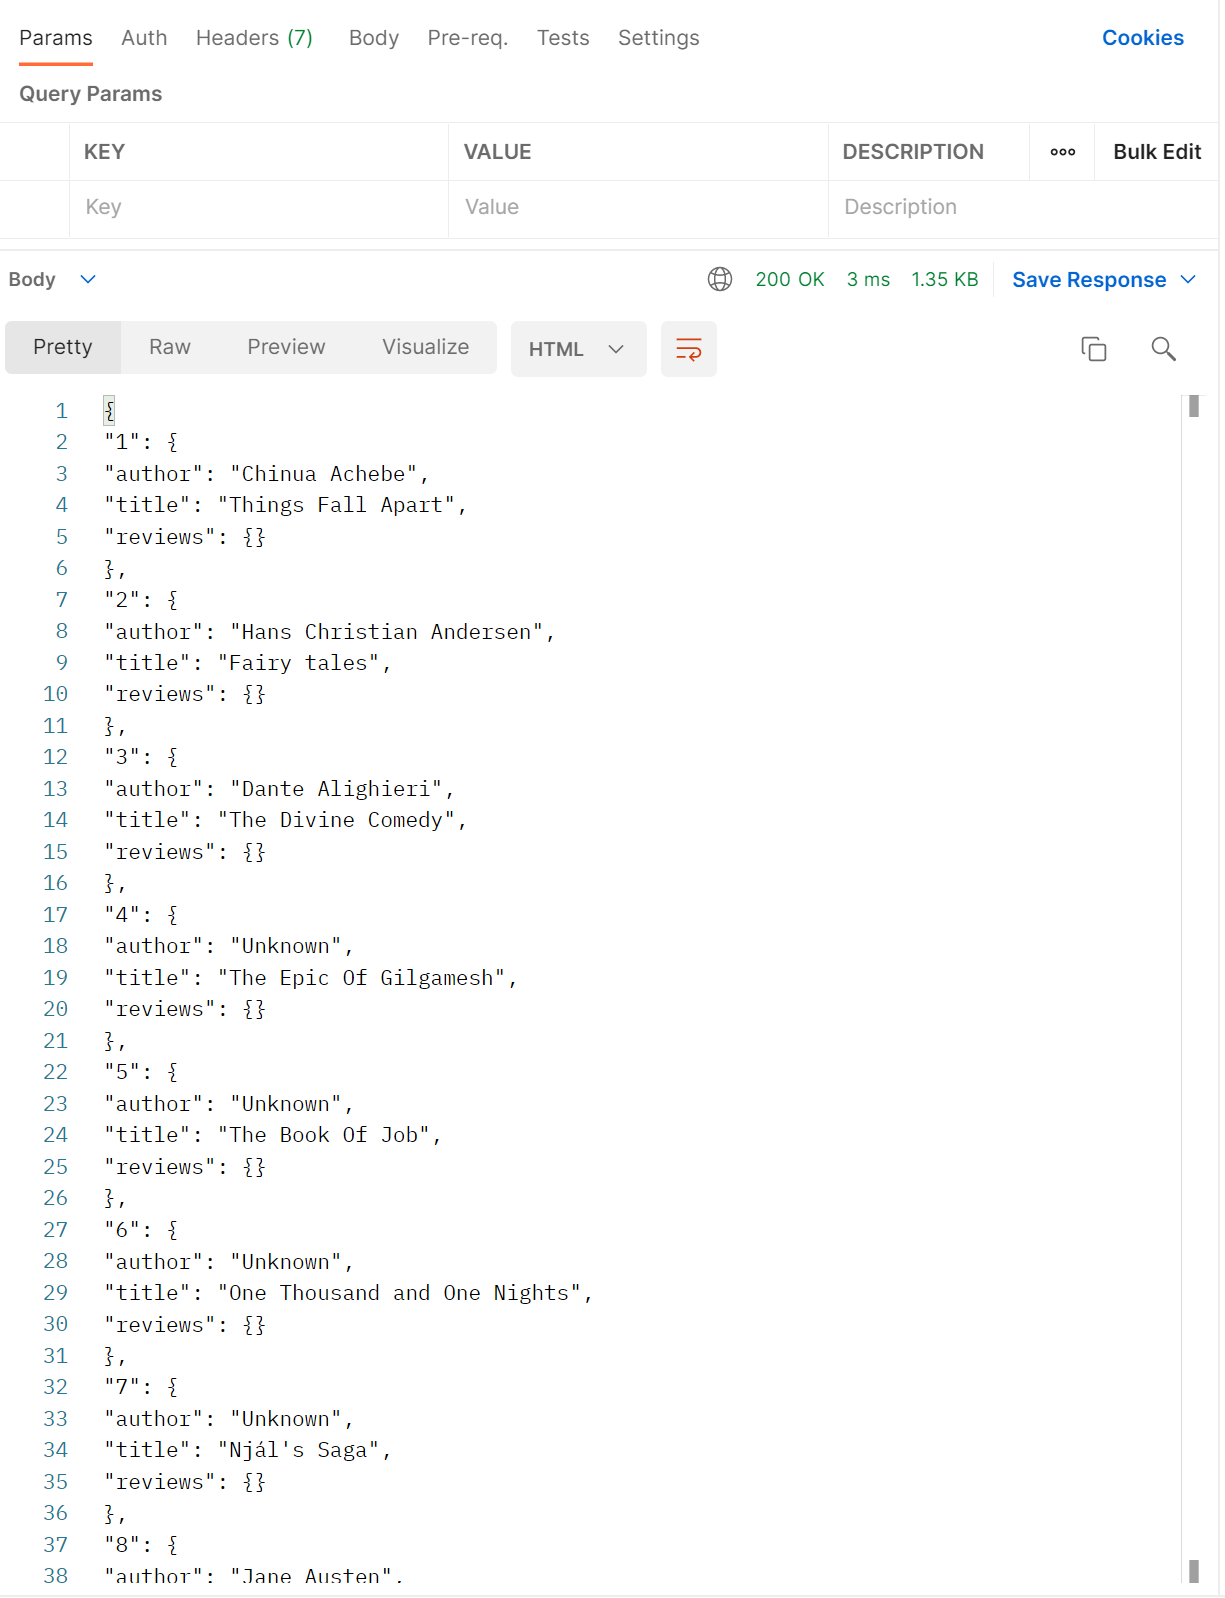 Params Auth Headers (7) Body Pre-req. Tests Settings Cookies
Query Params
KEY VALUE DESCRIPTION ooo Bulk Edit
Key Value Description
Body 200 OK 3 ms 1.35 KB Save Response
Pretty Raw Preview Visualize HTML
1 {
2 "1": {
3 "author": "Chinua Achebe",
4 "title": "Things Fall Apart",
5 "reviews": {}
6 },
7 "2": {
8 "author": "Hans Christian Andersen",
9 "title": "Fairy tales",
10 "reviews": {}
11 },
12 "3": {
13 "author": "Dante Alighieri",
14 "title": "The Divine Comedy",
15 "reviews": {}
16 },
17 "4": {
18 "author": "Unknown",
19 "title": "The Epic Of Gilgamesh",
20 "reviews": {}
21 },
22 "5": {
23 "author": "Unknown",
24 "title": "The Book Of Job",
25 "reviews": {}
26 },
27 "6": {
28 "author": "Unknown",
29 "title": "One Thousand and One Nights",
30 "reviews": {}
31 },
32 "7": {
33 "author": "Unknown",
34 "title": "Njál's Saga",
35 "reviews": {}
36 },
37 "8": {
38 "author": "Jane Austen",